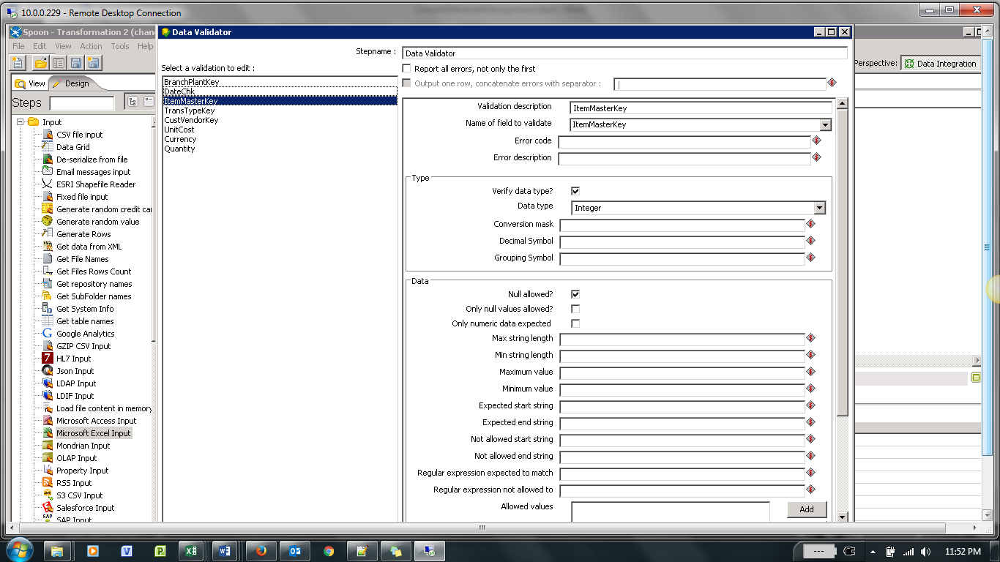 10.0.0.229 - Remote Desktop Connection
Spoon - Transformation 2 (chan
File Edit View Action Tools Help
View Design
Steps
Input
CSV file input
Data Grid
De-serialize from file
Email messages input
ESRI Shapefile Reader
Fixed file input
Generate random credit car
Generate random value
Generate Rows
Get data from XML
Get File Names
Get Files Rows Count
Get repository names
Get SubFolder names
Get System Info
Get table names
Google Analytics
GZIP CSV Input
HL7 Input
Json Input
LDAP Input
LDIF Input
Load file content in memory
Microsoft Access Input
Microsoft Excel Input
Mondrian Input
OLAP Input
Property Input
RSS Input
S3 CSV Input
Salesforce Input
SAP Input
Data Validator
Stepname : Data Validator
Select a validation to edit :
BranchPlantKey
DateChk
ItemMasterKey
TransTypeKey
CustVendorKey
UnitCost
Currency
Quantity
Report all errors, not only the first
Output one row, concatenate errors with separator :
Validation description ItemMasterKey
Name of field to validate ItemMasterKey
Error code
Error description
Type
Verify data type?
Data type Integer
Conversion mask
Decimal Symbol
Grouping Symbol
Data
Null allowed?
Only null values allowed?
Only numeric data expected
Max string length
Min string length
Maximum value
Minimum value
Expected start string
Expected end string
Not allowed start string
Not allowed end string
Regular expression expected to match
Regular expression not allowed to
Allowed values Add
Perspective: Data Integration
11:52 PM